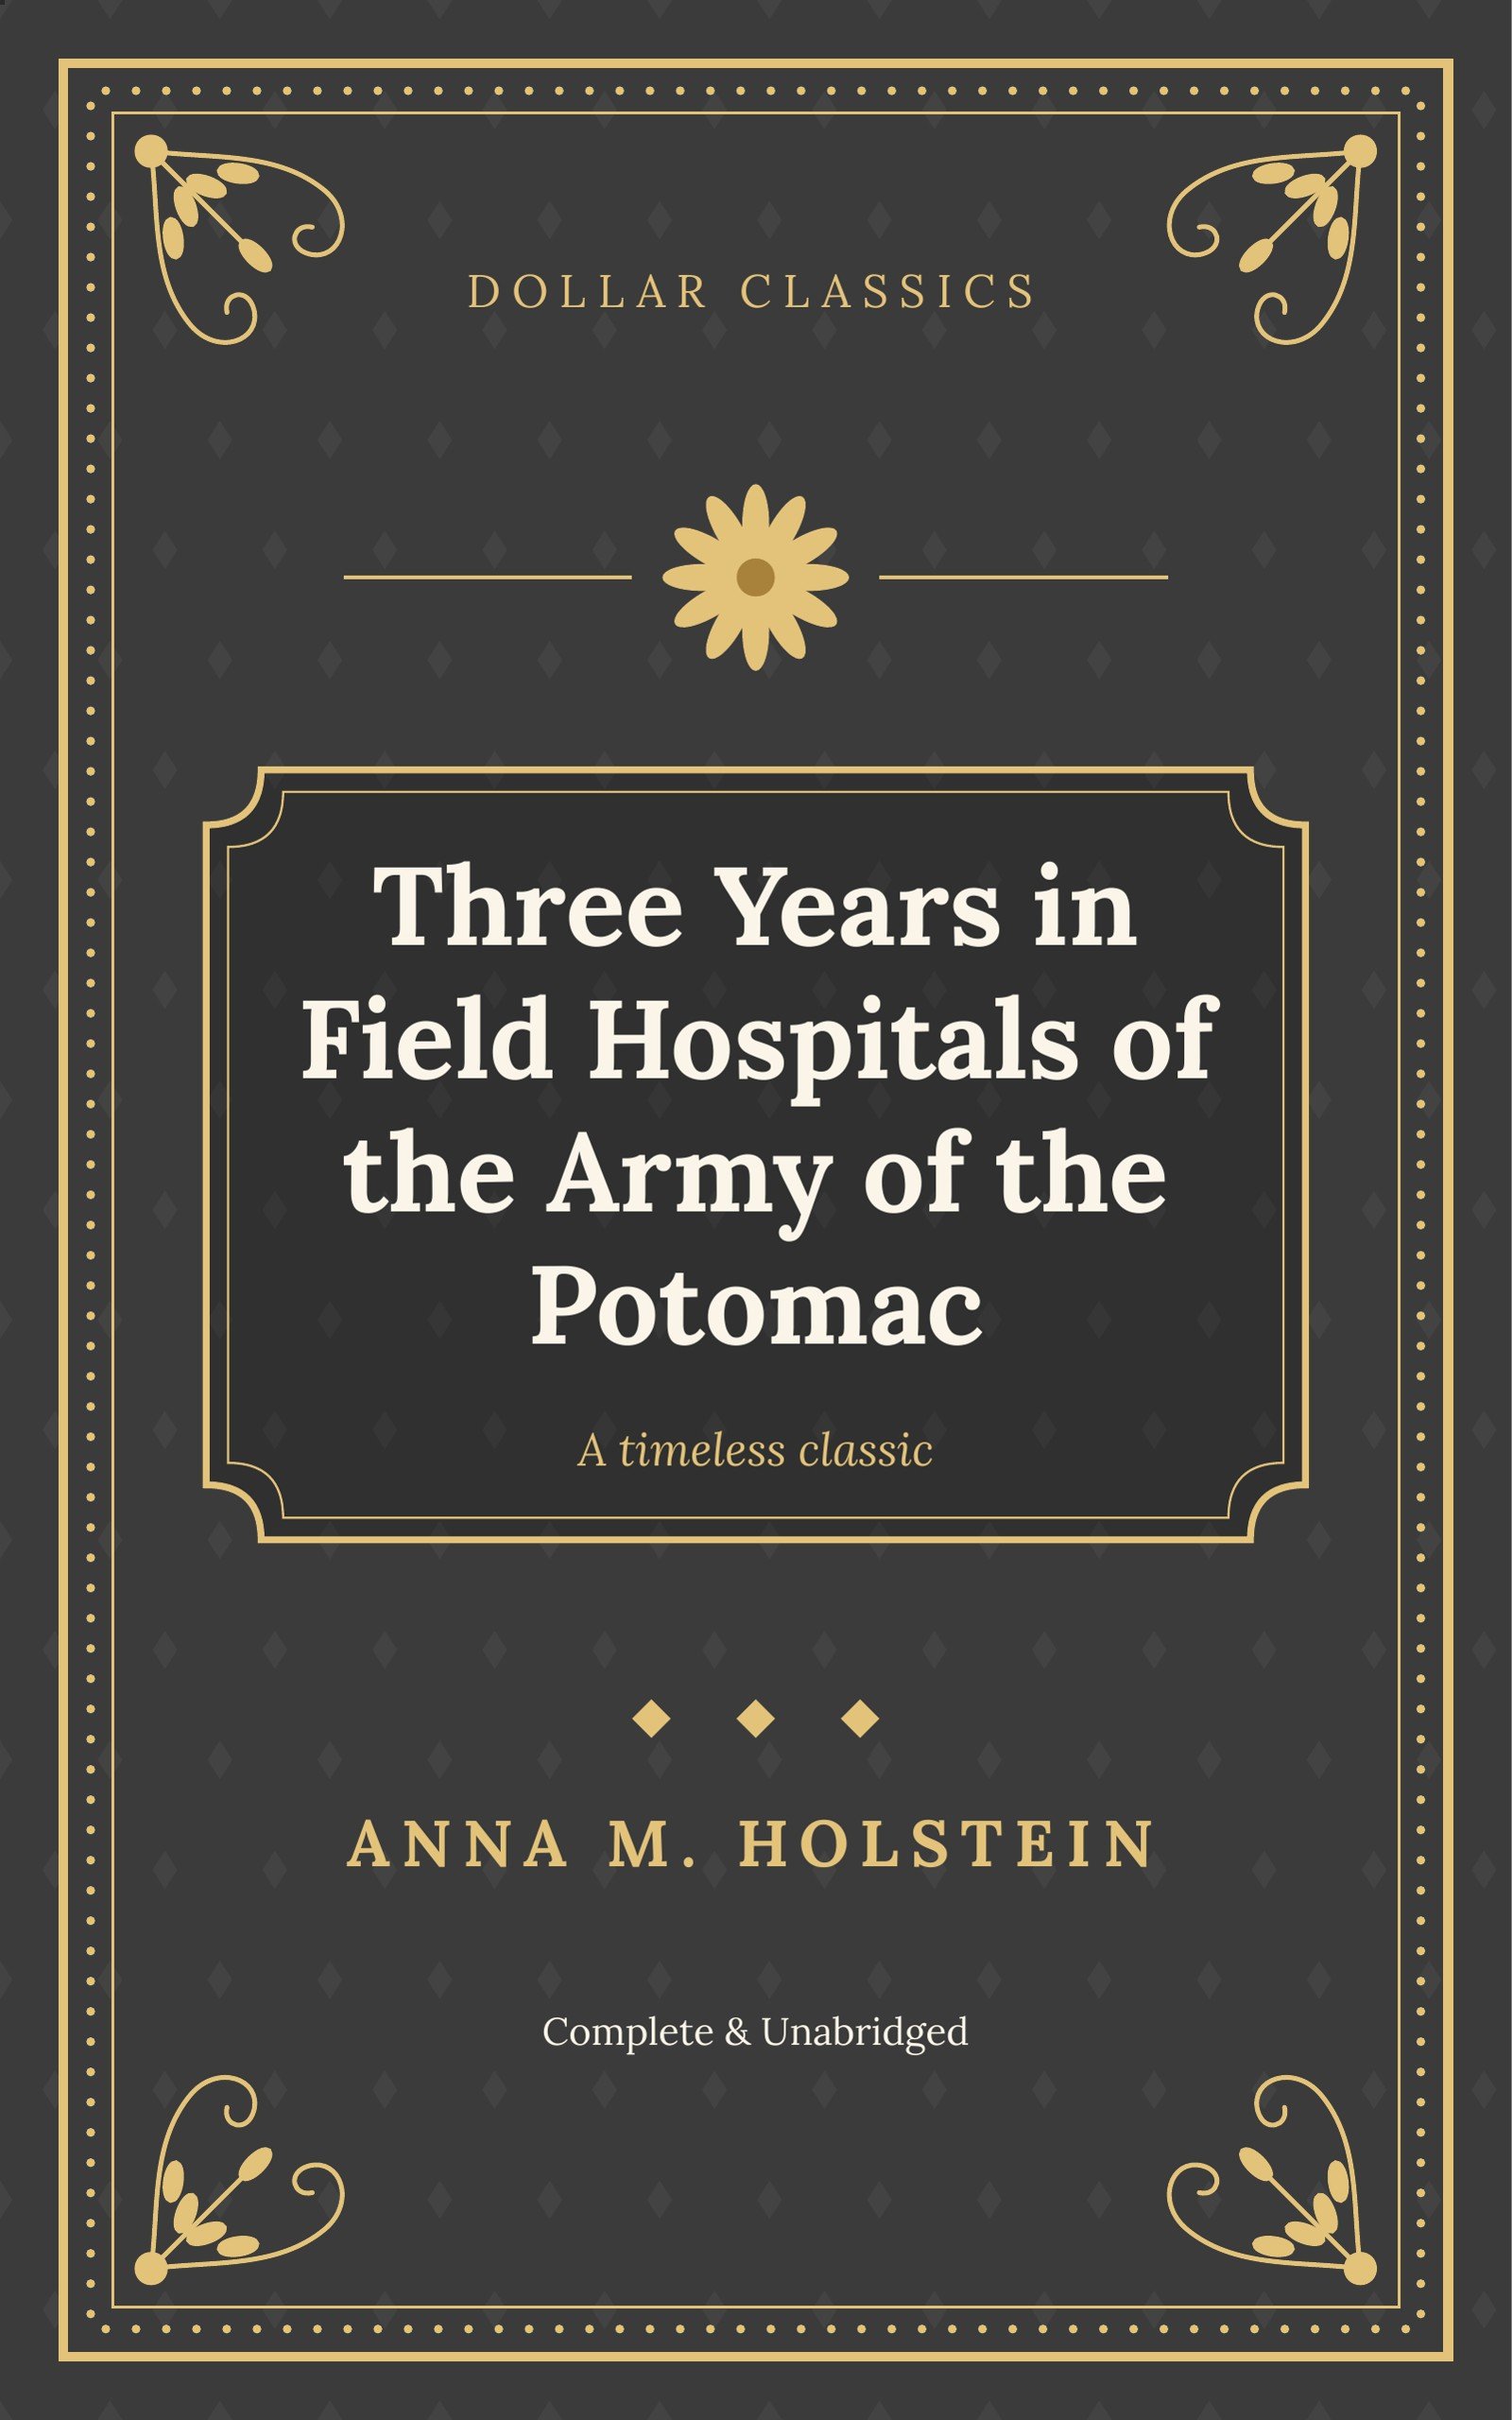 DOLLAR CLASSICS
Three Years in
Field Hospitals of
the Army of the
Potomac
A timeless classic
ANNA M. HOLSTEIN
Complete & Unabridged